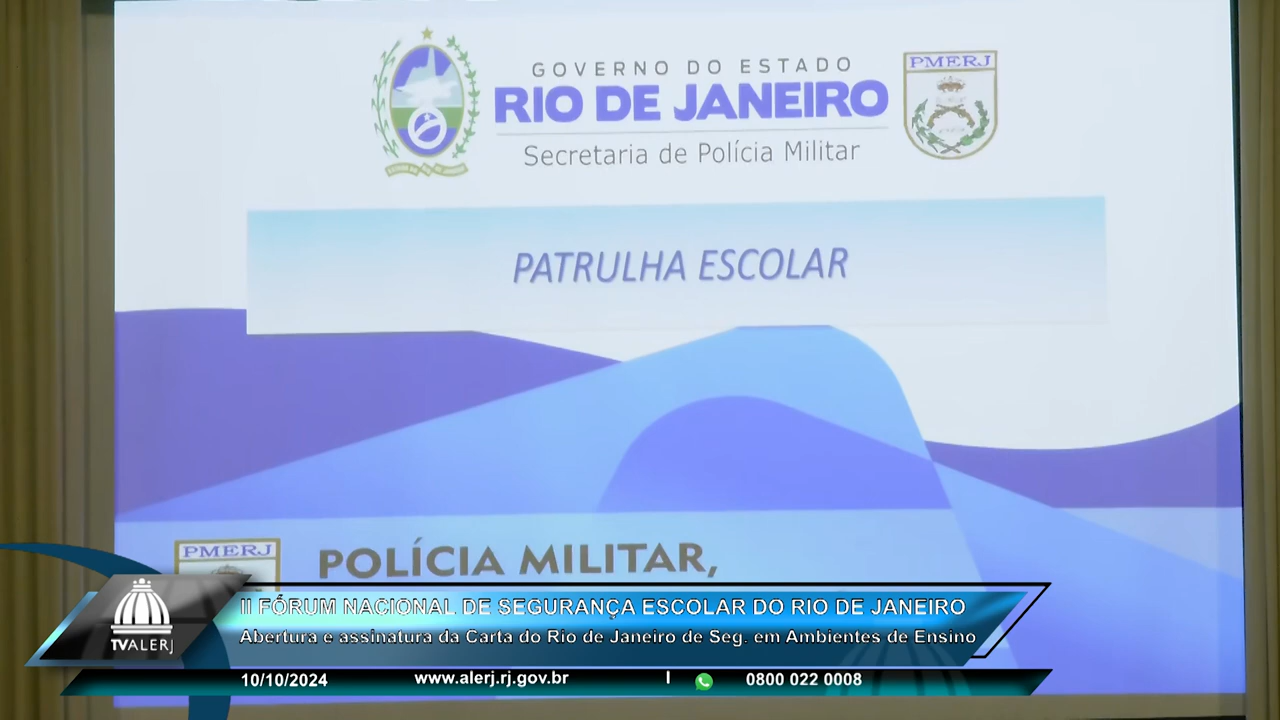 GOVERNO DO ESTADO
RIO DE JANEIRO
Secretaria de Polícia Militar
PMERJ
PATRULHA ESCOLAR
PMERJ
POLÍCIA MILITAR,
II FÓRUM NACIONAL DE SEGURANÇA ESCOLAR DO RIO DE JANEIRO
Abertura e assinatura da Carta do Rio de Janeiro de Seg. em Ambientes de Ensino
TVALERJ
10/10/2024 www.alerj.rj.gov.br | 0800 022 0008